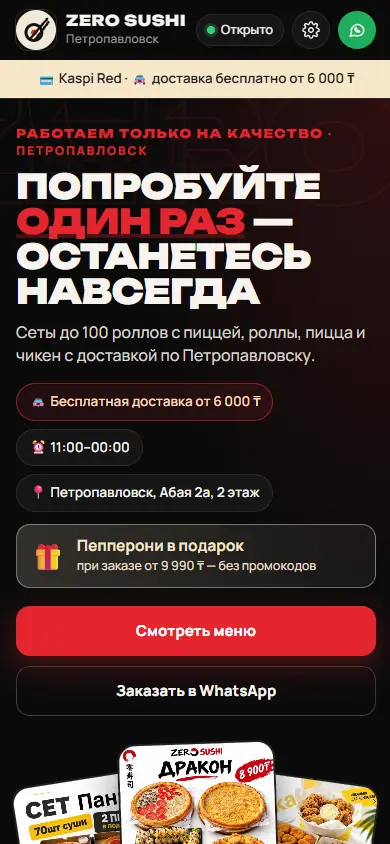 ZERO SUSHI
Петропавловск
Открыто
Kaspi Red · доставка бесплатно от 6 000 ₸
РАБОТАЕМ ТОЛЬКО НА КАЧЕСТВО ·
ПЕТРОПАВЛОВСК
ПОПРОБУЙТЕ
ОДИН РАЗ —
ОСТАНЕТЕСЬ
НАВСЕГДА
Сеты до 100 роллов с пиццей, роллы, пицца и
чикен с доставкой по Петропавловску.
Бесплатная доставка от 6 000 ₸
11:00–00:00
Петропавловск, Абая 2а, 2 этаж
Пепперони в подарок
при заказе от 9 990 ₸ — без промокодов
Смотреть меню
Заказать в WhatsApp
ZERO SUSHI
ДРАКОН
8 900₸
СЕТ
70шт суши